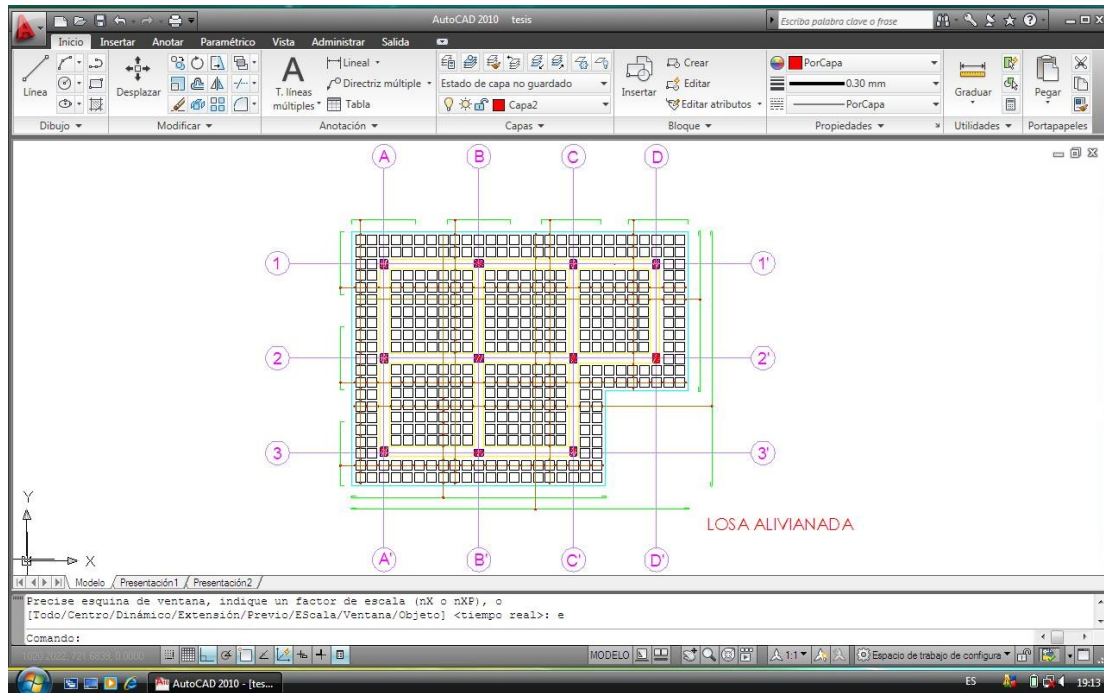 AutoCAD 2010 tesis
Escriba palabra clave o frase
Inicio Insertar Anotar Paramétrico Vista Administrar Salida
Línea
Desplazar
A
T. líneas múltiples
Lineal
Directriz múltiple
Tabla
Estado de capa no guardado
Capa2
Insertar
Crear
Editar
Editar atributos
PorCapa
0.30 mm
PorCapa
Graduar
Pegar
Dibujo Modificar Anotación Capas Bloque Propiedades Utilidades Portapapeles
A B C D
1 1'
2 2'
3 3'
LOSA ALIVIANADA
A' B' C' D'
Y
X
Modelo Presentación1 Presentación2
Precise esquina de ventana, indique un factor de escala (nX o nXP), o
[Todo/Centro/Dinámico/Extensión/Previo/EScala/Ventana/Objeto] <tiempo real>: e
Comando:
MODELO 1:1 Espacio de trabajo de configura
AutoCAD 2010 - [tes...
ES 19:13